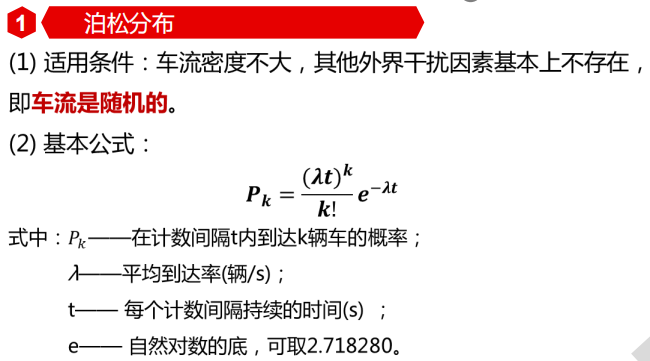 1 泊松分布
(1) 适用条件：车流密度不大，其他外界干扰因素基本上不存在，
即车流是随机的。
(2) 基本公式：
P_k = (λt)^k / k! e^{-λt}
式中：P_k——在计数间隔t内到达k辆车的概率；
λ——平均到达率(辆/s)；
t—— 每个计数间隔持续的时间(s) ；
e—— 自然对数的底，可取2.718280。